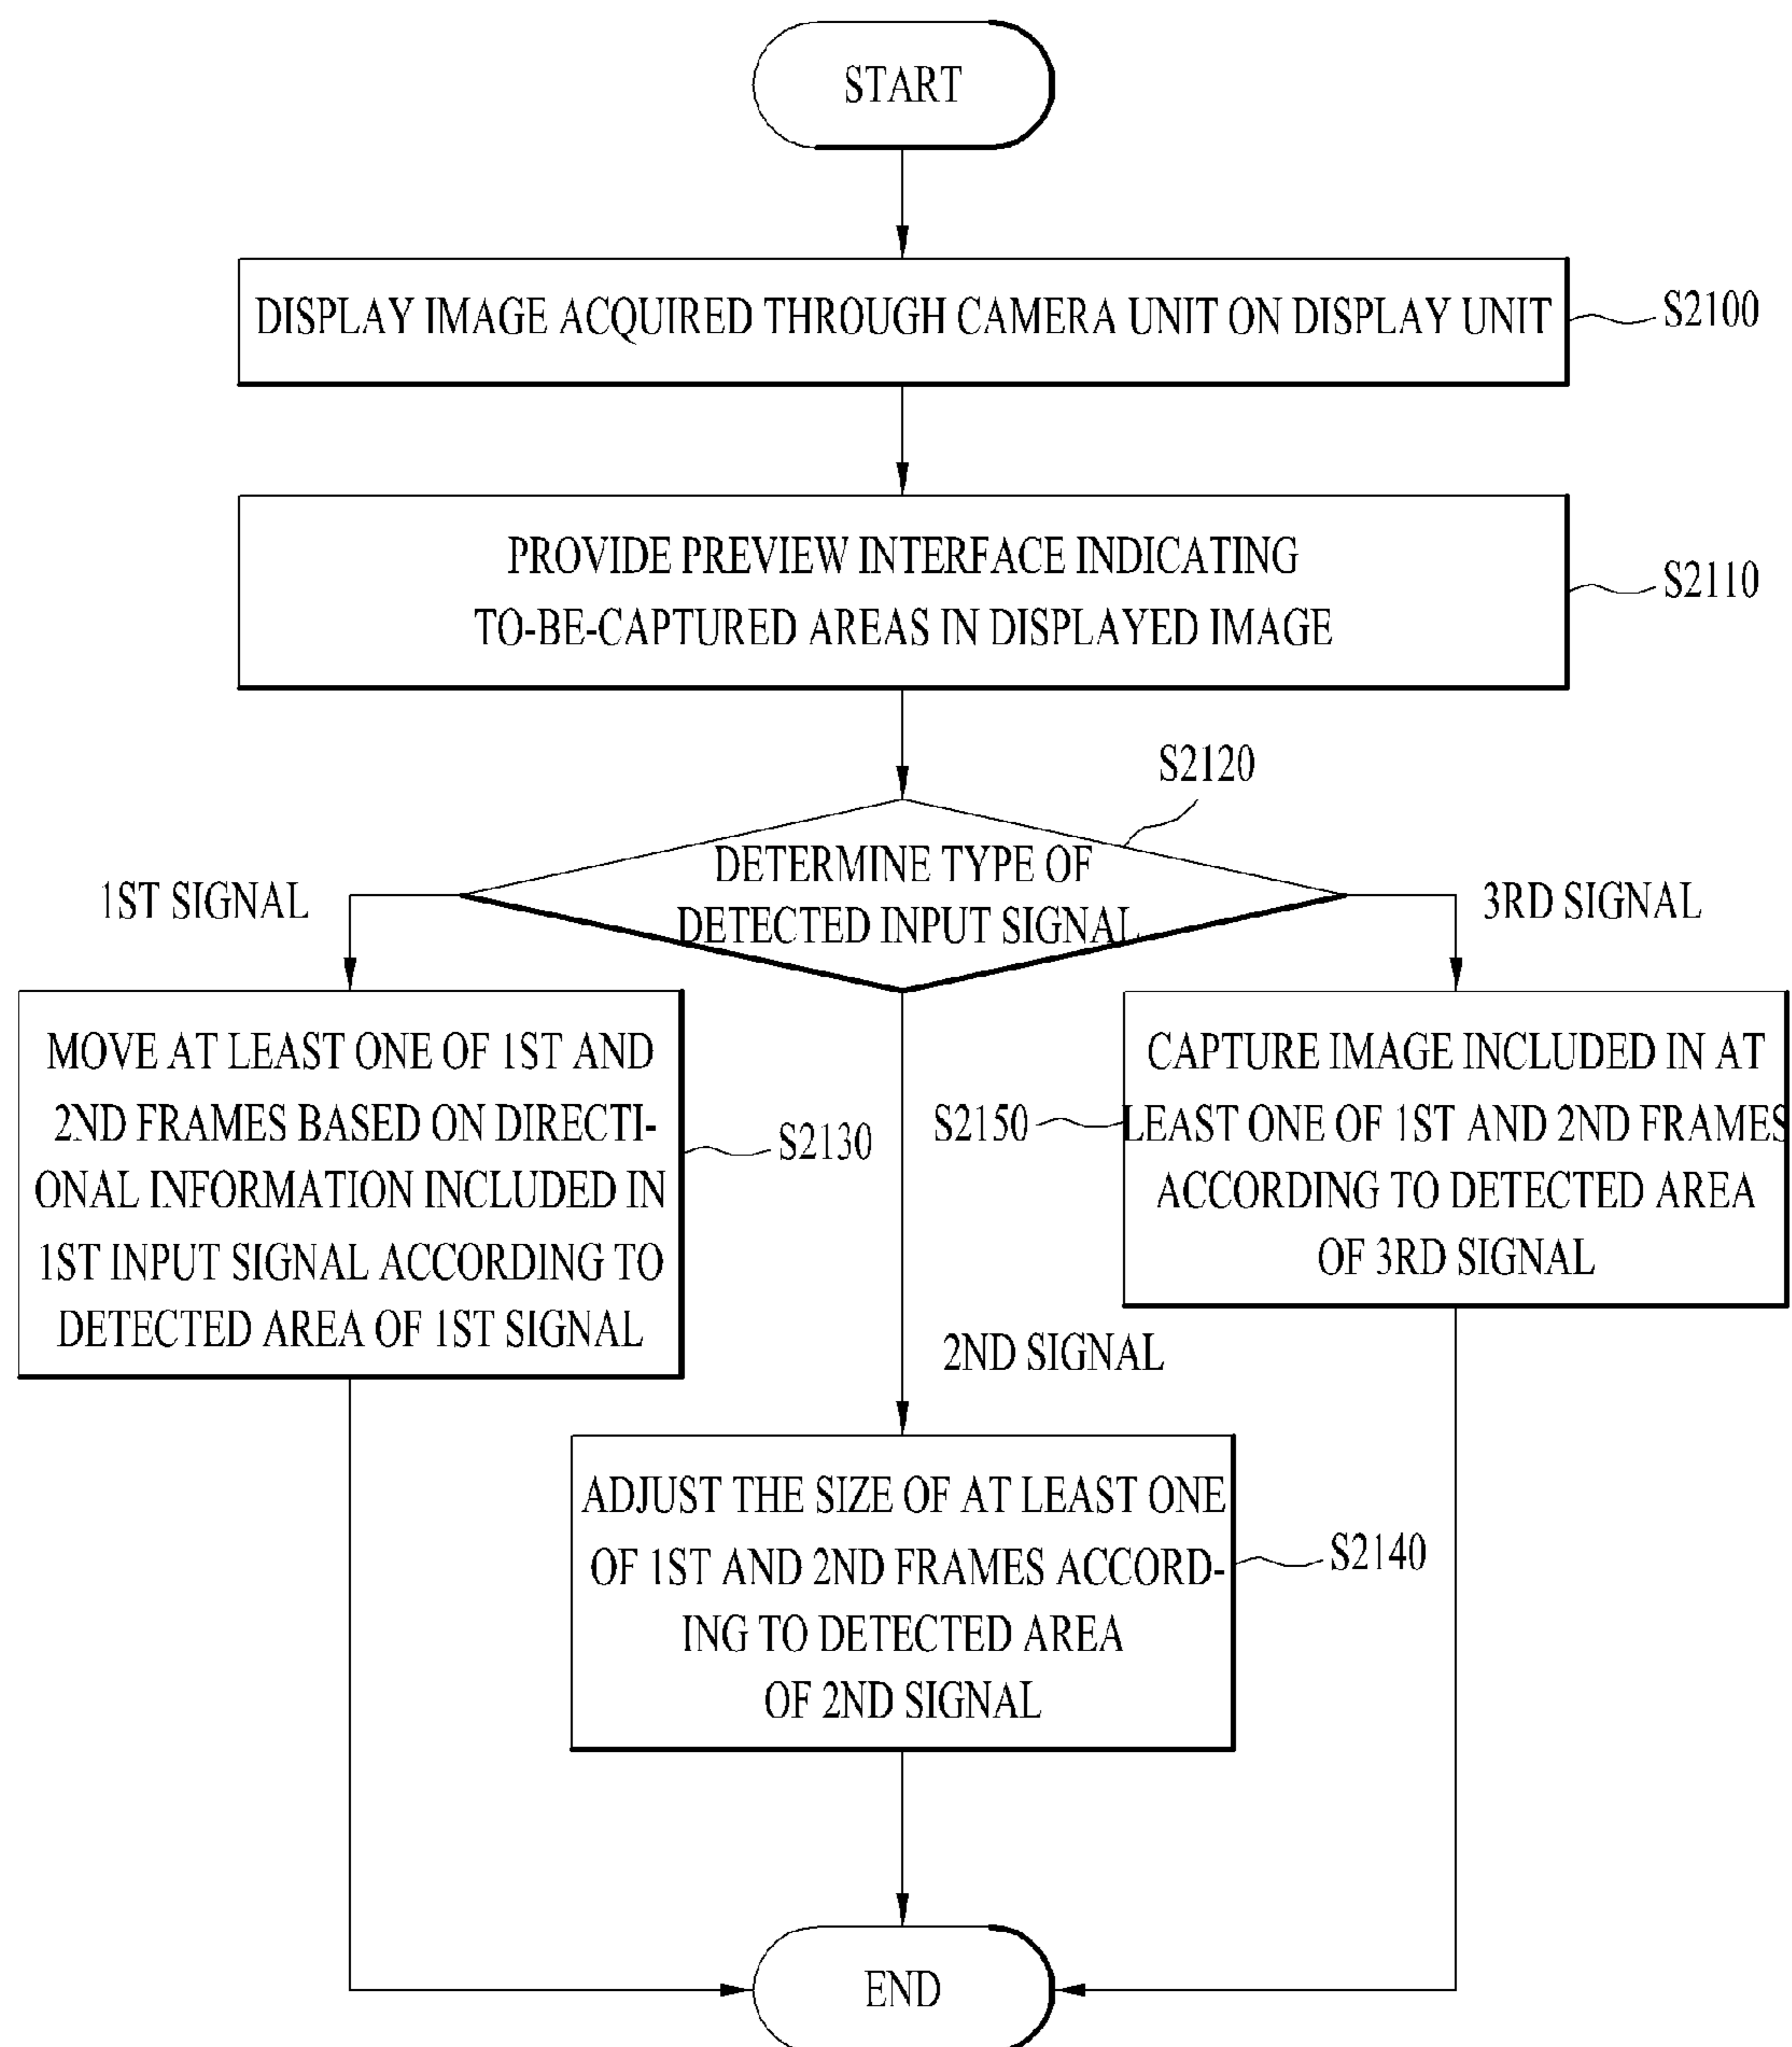 START
DISPLAY IMAGE ACQUIRED THROUGH CAMERA UNIT ON DISPLAY UNIT
S2100
PROVIDE PREVIEW INTERFACE INDICATING
TO-BE-CAPTURED AREAS IN DISPLAYED IMAGE
S2110
S2120
DETERMINE TYPE OF
DETECTED INPUT SIGNAL
1ST SIGNAL
3RD SIGNAL
MOVE AT LEAST ONE OF 1ST AND
2ND FRAMES BASED ON DIRECTI-
ONAL INFORMATION INCLUDED IN
1ST INPUT SIGNAL ACCORDING TO
DETECTED AREA OF 1ST SIGNAL
S2130
S2150
CAPTURE IMAGE INCLUDED IN AT
LEAST ONE OF 1ST AND 2ND FRAMES
ACCORDING TO DETECTED AREA
OF 3RD SIGNAL
2ND SIGNAL
ADJUST THE SIZE OF AT LEAST ONE
OF 1ST AND 2ND FRAMES ACCORD-
ING TO DETECTED AREA
OF 2ND SIGNAL
S2140
END